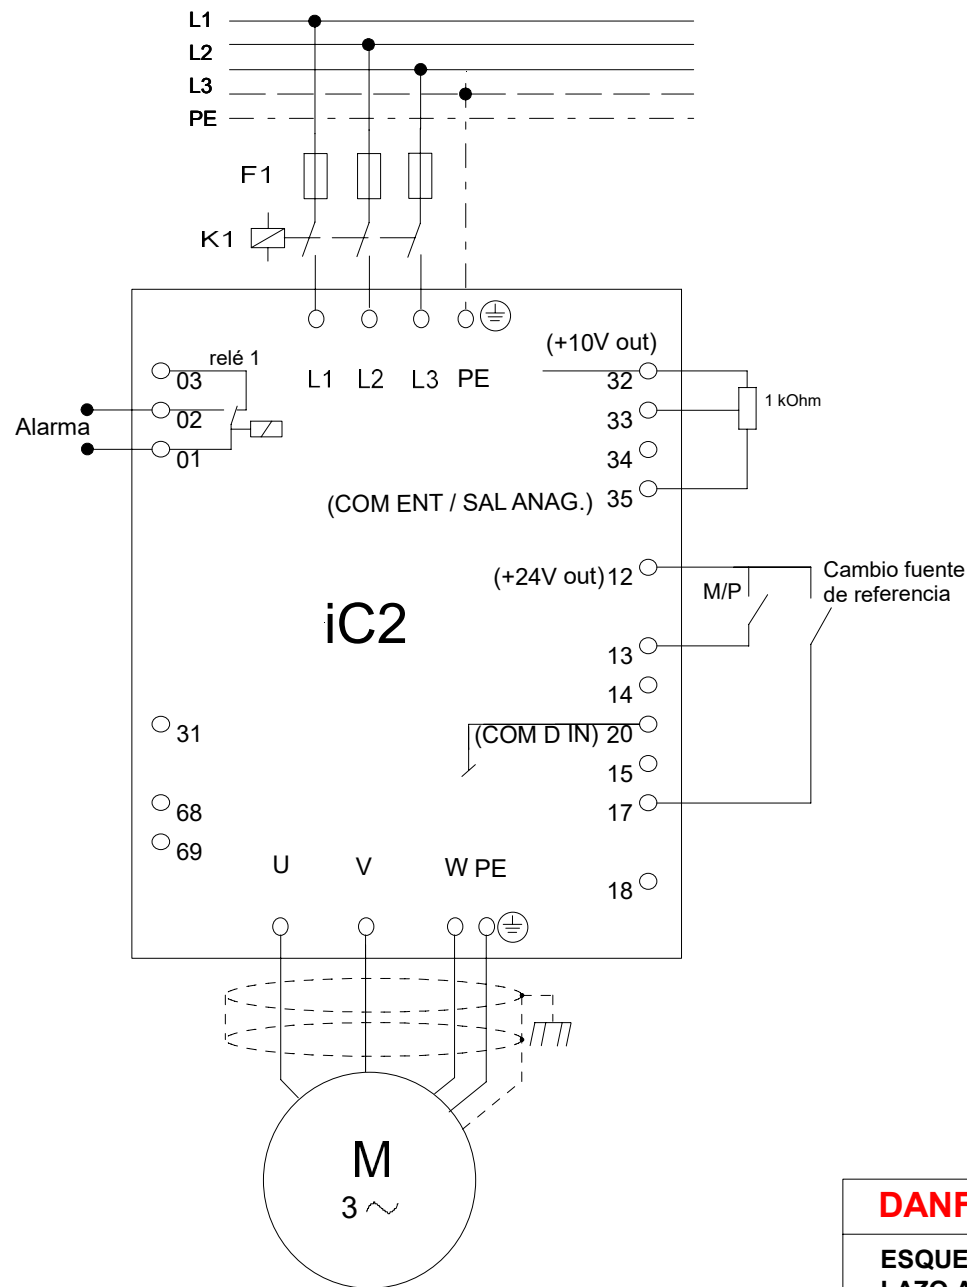 L1
L2
L3
PE
F1
K1
relé 1
03
02
01
Alarma
L1 L2 L3 PE
(+10V out)
32
33
34
35
1 kOhm
(COM ENT / SAL ANAG.)
(+24V out) 12
M/P
Cambio fuente
de referencia
iC2
13
14
(COM D IN) 20
15
17
18
31
68
69
U V W PE
M
3 ~